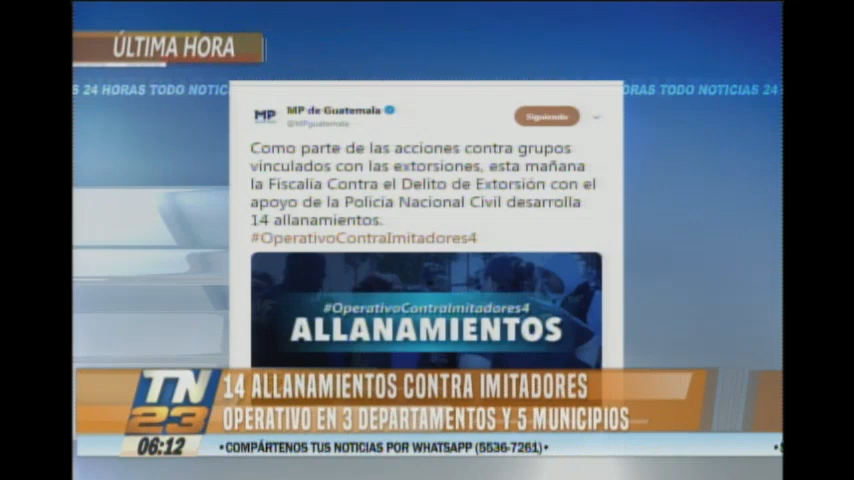 ÚLTIMA HORA
S 24 HORAS TODO NOTIC
ORAS TODO NOTICIAS 24
MP
MP de Guatemala
@MPguatemala
Siguiendo
Como parte de las acciones contra grupos
vinculados con las extorsiones, esta mañana
la Fiscalía Contra el Delito de Extorsión con el
apoyo de la Policía Nacional Civil desarrolla
14 allanamientos.
#OperativoContraImitadores4
#OperativoContraImitadores4
ALLANAMIENTOS
TN
23
14 ALLANAMIENTOS CONTRA IMITADORES
OPERATIVO EN 3 DEPARTAMENTOS Y 5 MUNICIPIOS
06:12
•COMPÁRTENOS TUS NOTICIAS POR WHATSAPP (5536-7261)•